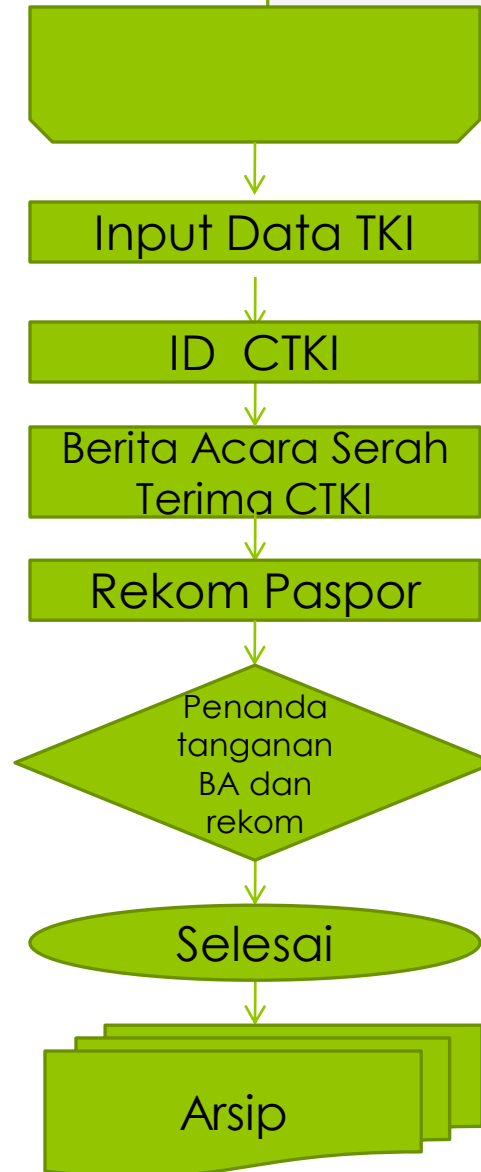 Input Data TKI
ID CTKI
Berita Acara Serah
Terima CTKI
Rekom Paspor
Penanda
tanganan
BA dan
rekom
Selesai
Arsip